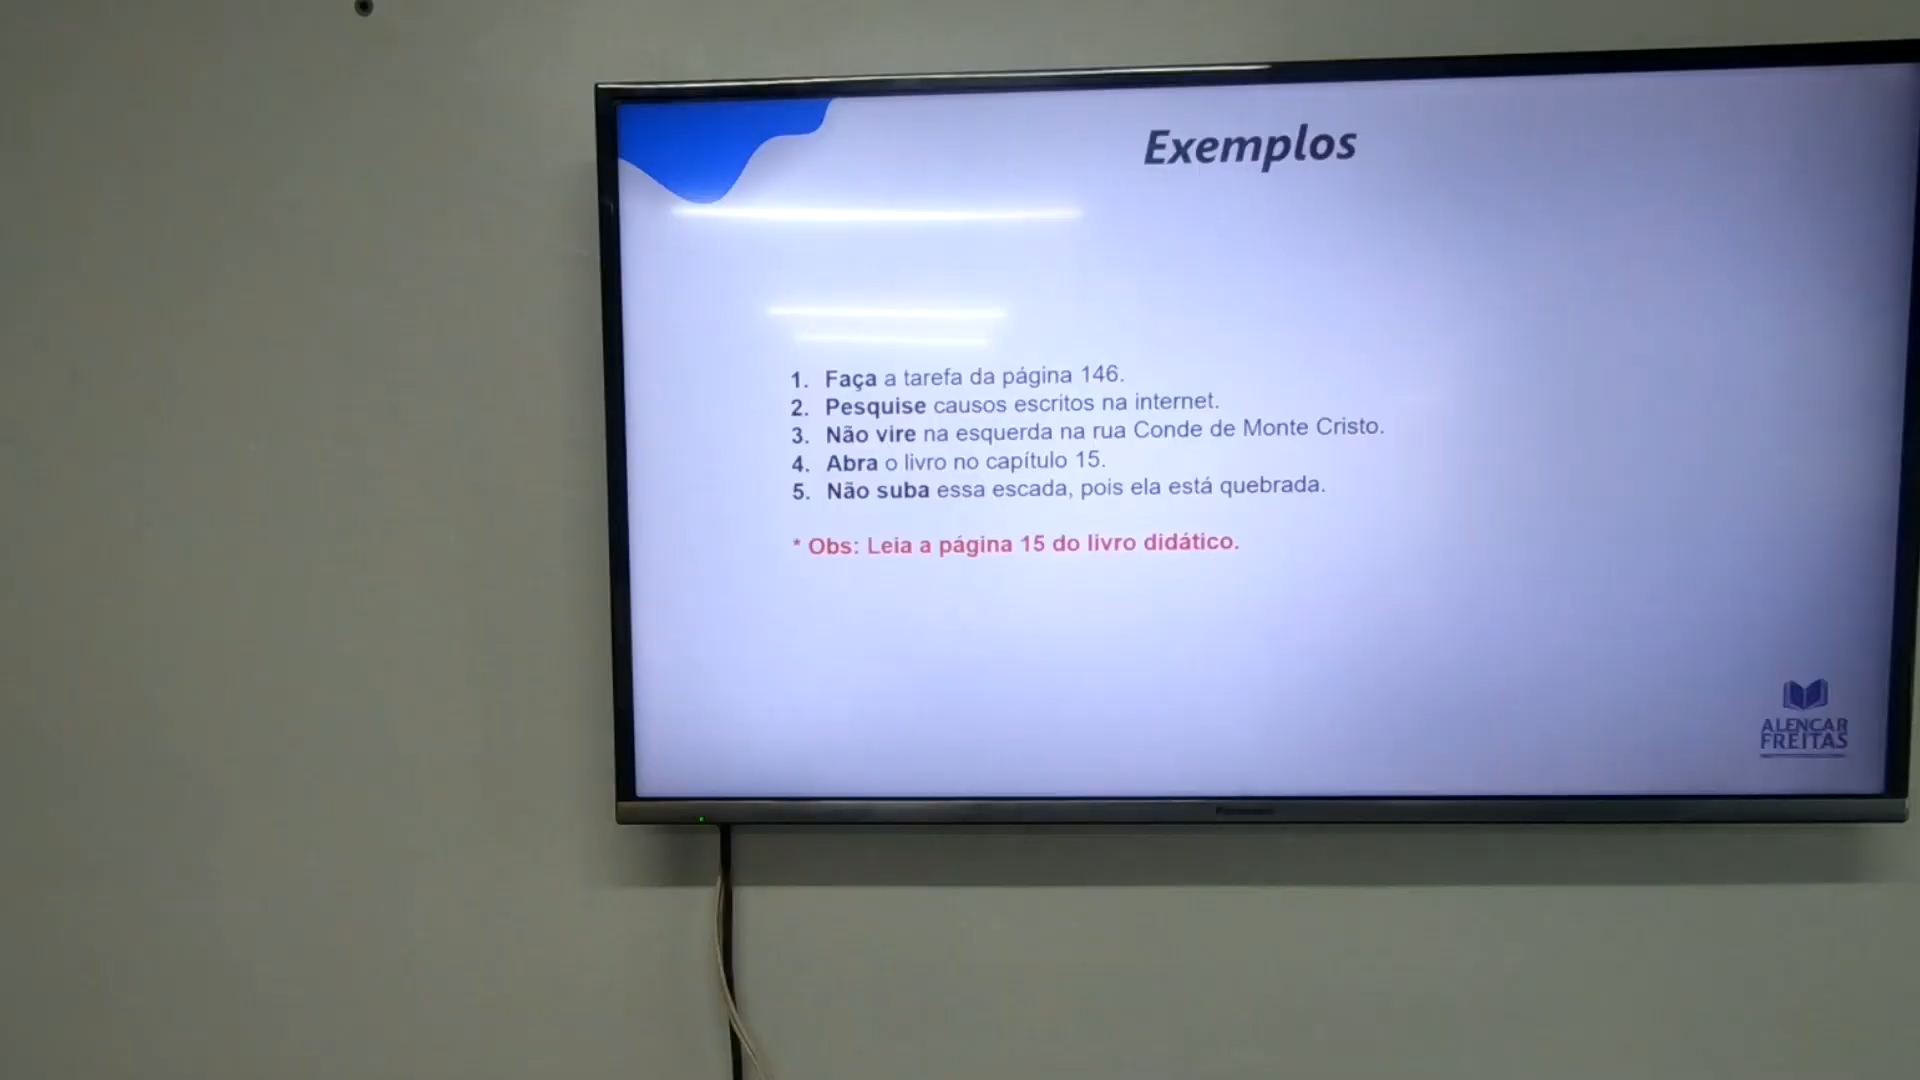 Exemplos
1. Faça a tarefa da página 146.
2. Pesquise causos escritos na internet.
3. Não vire na esquerda na rua Conde de Monte Cristo.
4. Abra o livro no capítulo 15.
5. Não suba essa escada, pois ela está quebrada.
* Obs: Leia a página 15 do livro didático.
ALENCAR
FREITAS